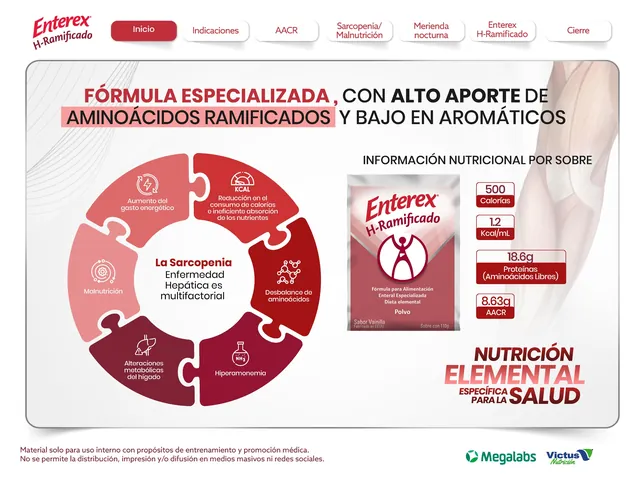 Enterex
H-Ramificado
Inicio
Indicaciones
AACR
Sarcopenia/
Malnutrición
Merienda
nocturna
Enterex
H-Ramificado
Cierre
FÓRMULA ESPECIALIZADA, CON ALTO APORTE DE
AMINOÁCIDOS RAMIFICADOS Y BAJO EN AROMÁTICOS
Aumento del
gasto energético
KCAL
Reducción en el
consumo de calorías
o ineficiente absorción
de los nutrientes
Malnutrición
La Sarcopenia
Enfermedad
Hepática es
multifactorial
Desbalance de
aminoácidos
Alteraciones
metabólicas
del hígado
Hiperamonemia
INFORMACIÓN NUTRICIONAL POR SOBRE
Enterex
H-Ramificado
Fórmula para Alimentación
Enteral Especializada
Dieta elemental
Polvo
Sabor Vainilla
500
Calorías
1.2
Kcal/mL
18.6g
Proteínas
(Aminoácidos Libres)
8.63g
AACR
NUTRICIÓN
ELEMENTAL
ESPECÍFICA
PARA LA SALUD
Material solo para uso interno con propósitos de entrenamiento y promoción médica.
No se permite la distribución, impresión y/o difusión en medios masivos ni redes sociales.
Megalabs
Victus
Nutrición